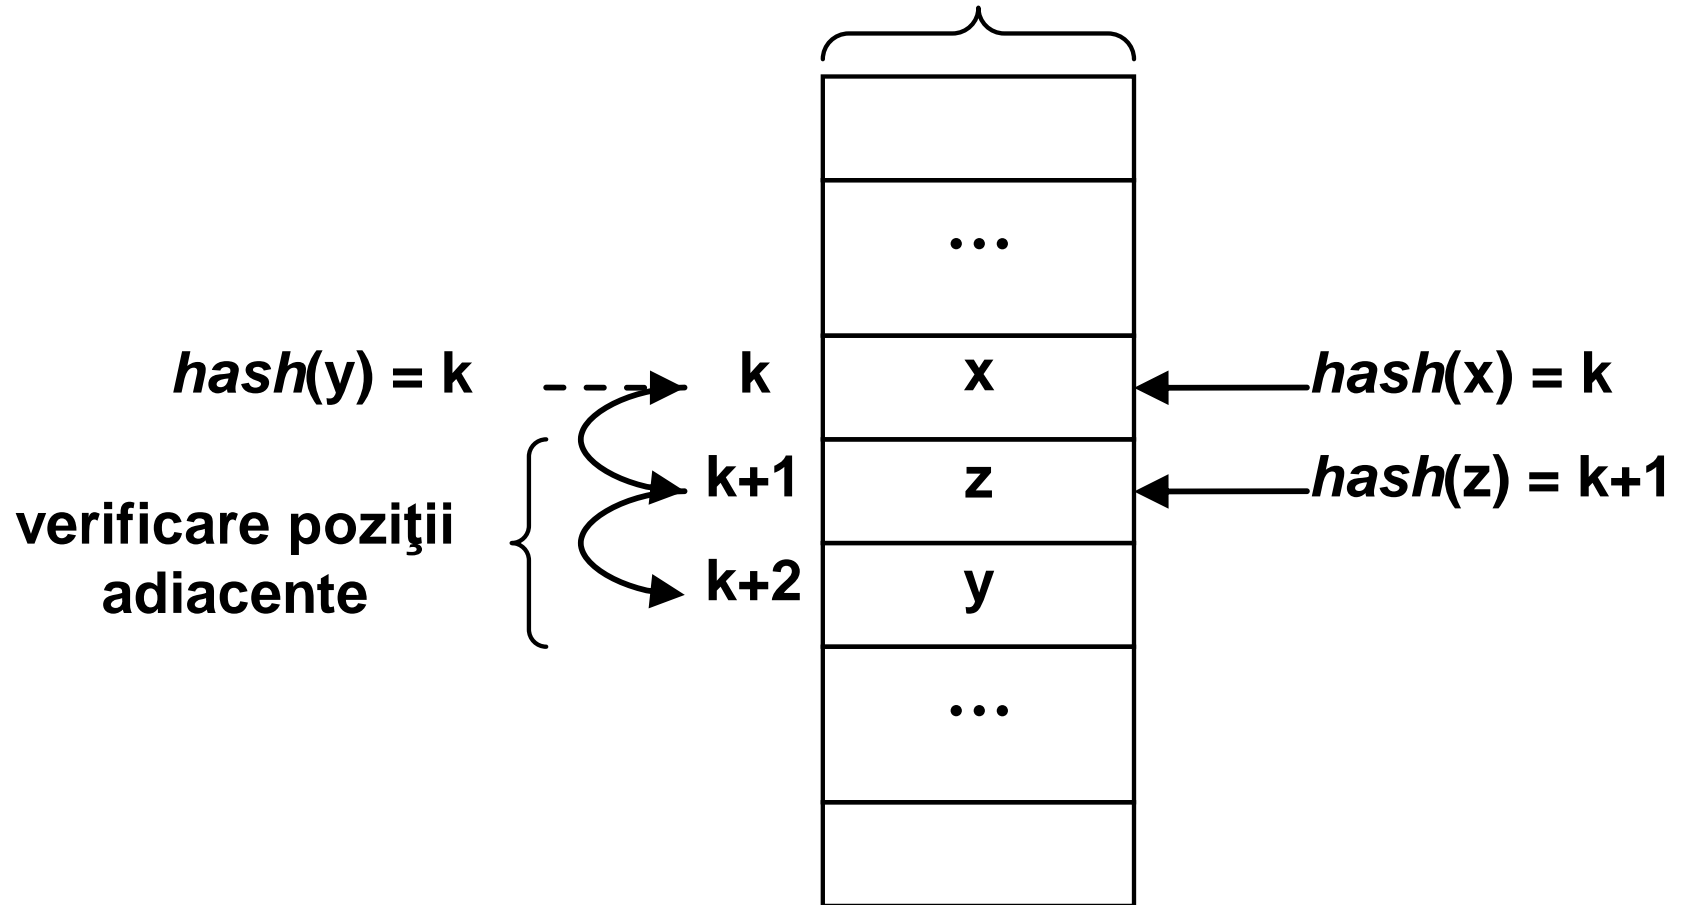 ...
hash(y) = k
k
x
hash(x) = k
k+1
z
hash(z) = k+1
verificare poziţii
adiacente
k+2
y
...